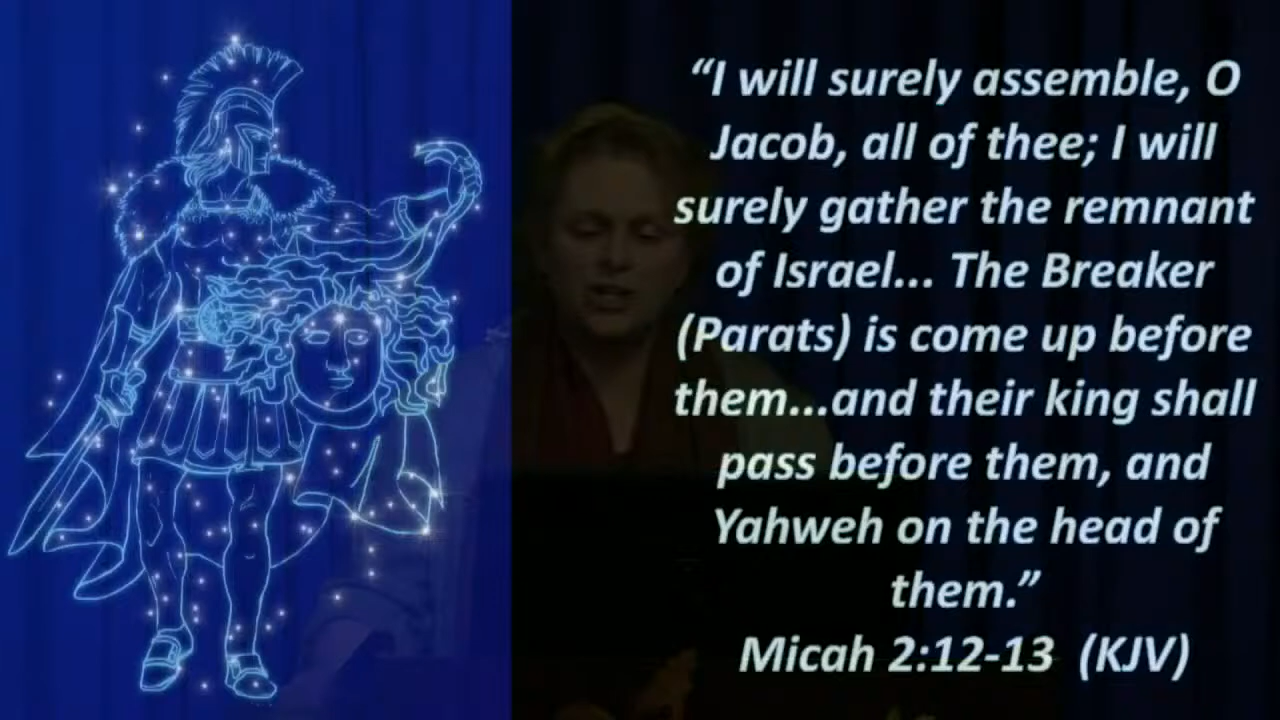 “I will surely assemble, O
Jacob, all of thee; I will
surely gather the remnant
of Israel... The Breaker
(Parats) is come up before
them...and their king shall
pass before them, and
Yahweh on the head of
them.”
Micah 2:12-13 (KJV)